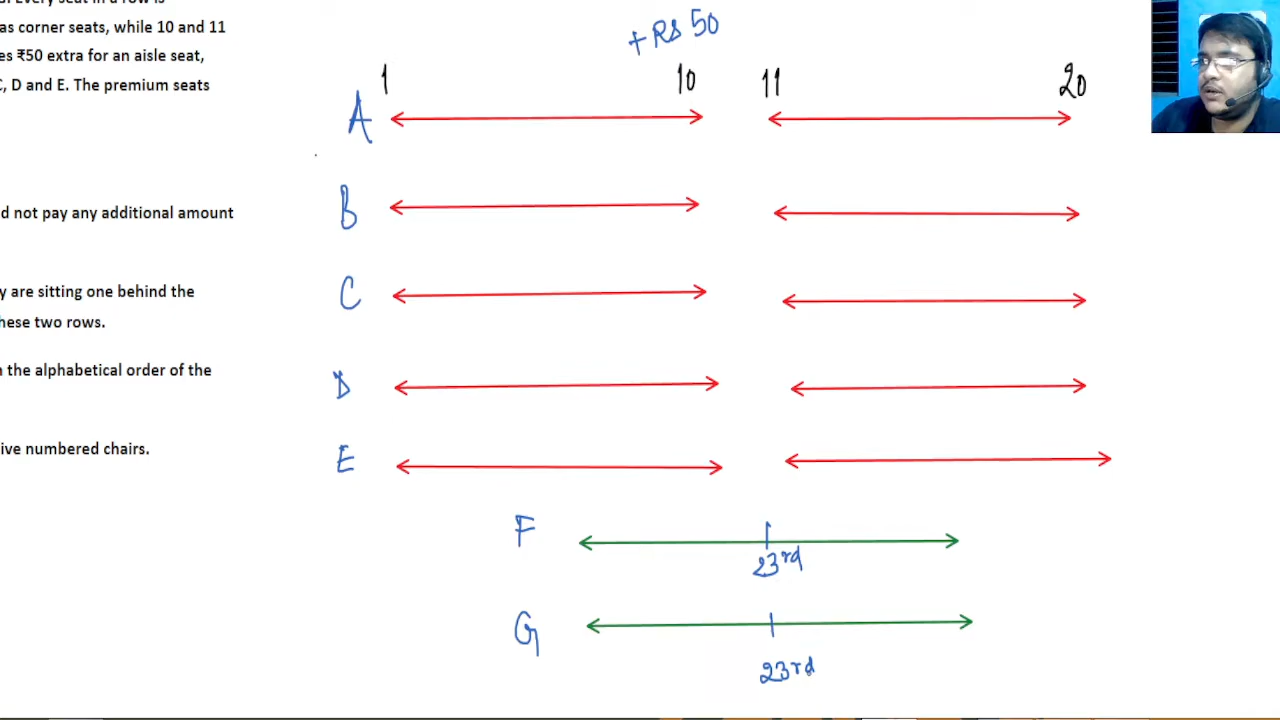 as corner seats, while 10 and 11
es ₹50 extra for an aisle seat,
C, D and E. The premium seats
d not pay any additional amount
y are sitting one behind the
hese two rows.
n the alphabetical order of the
ive numbered chairs.
+ RS 50
1 10 11 20
A
B
C
D
E
F
23rd
G
23rd